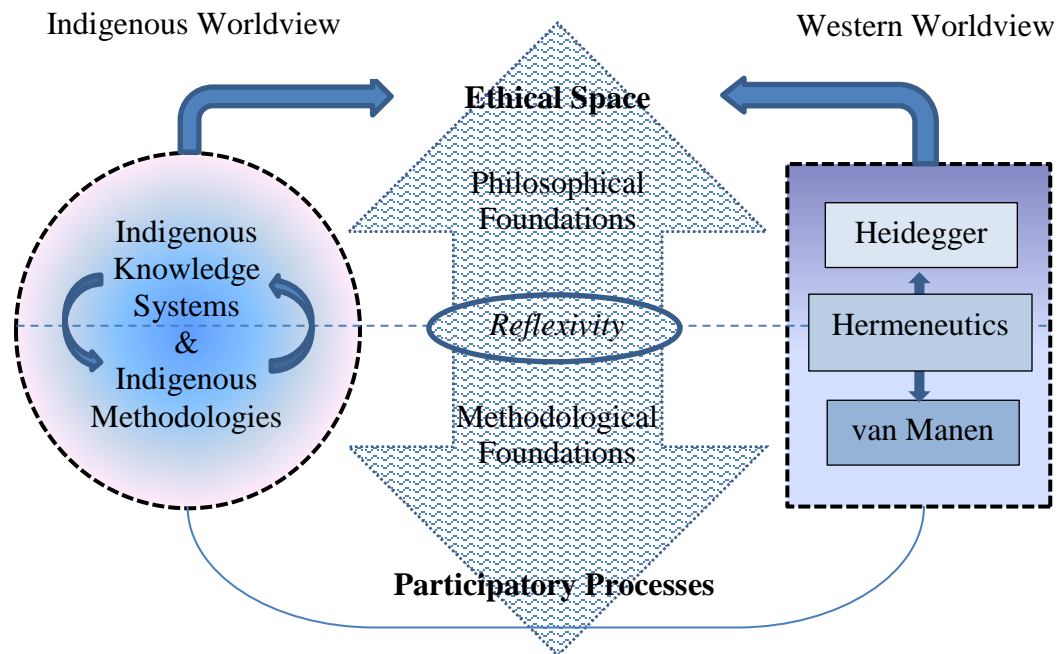 Indigenous Worldview
Western Worldview
Ethical Space
Philosophical
Foundations
Indigenous
Knowledge
Systems
&
Indigenous
Methodologies
Reflexivity
Heidegger
Hermeneutics
van Manen
Methodological
Foundations
Participatory Processes